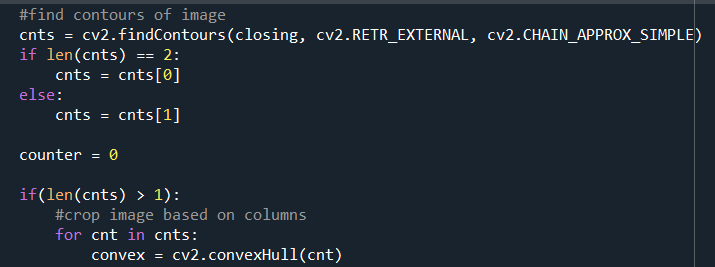 #find contours of image
cnts = cv2.findContours(closing, cv2.RETR_EXTERNAL, cv2.CHAIN_APPROX_SIMPLE)
if len(cnts) == 2:
    cnts = cnts[0]
else:
    cnts = cnts[1]

counter = 0

if(len(cnts) > 1):
    #crop image based on columns
    for cnt in cnts:
        convex = cv2.convexHull(cnt)